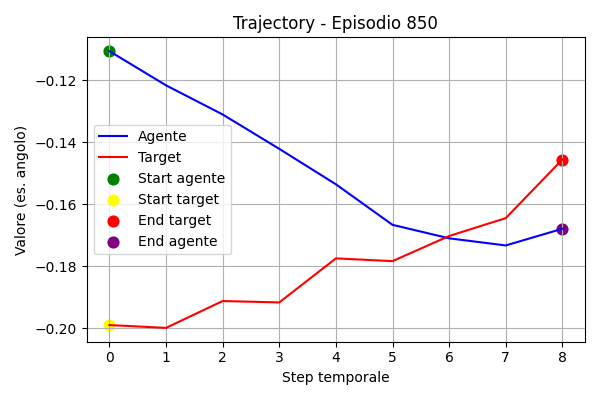 Trajectory - Episodio 850
Valore (es. angolo)
−0.12
−0.14
−0.16
−0.18
−0.20
Agente
Target
Start agente
Start target
End target
End agente
0 1 2 3 4 5 6 7 8
Step temporale